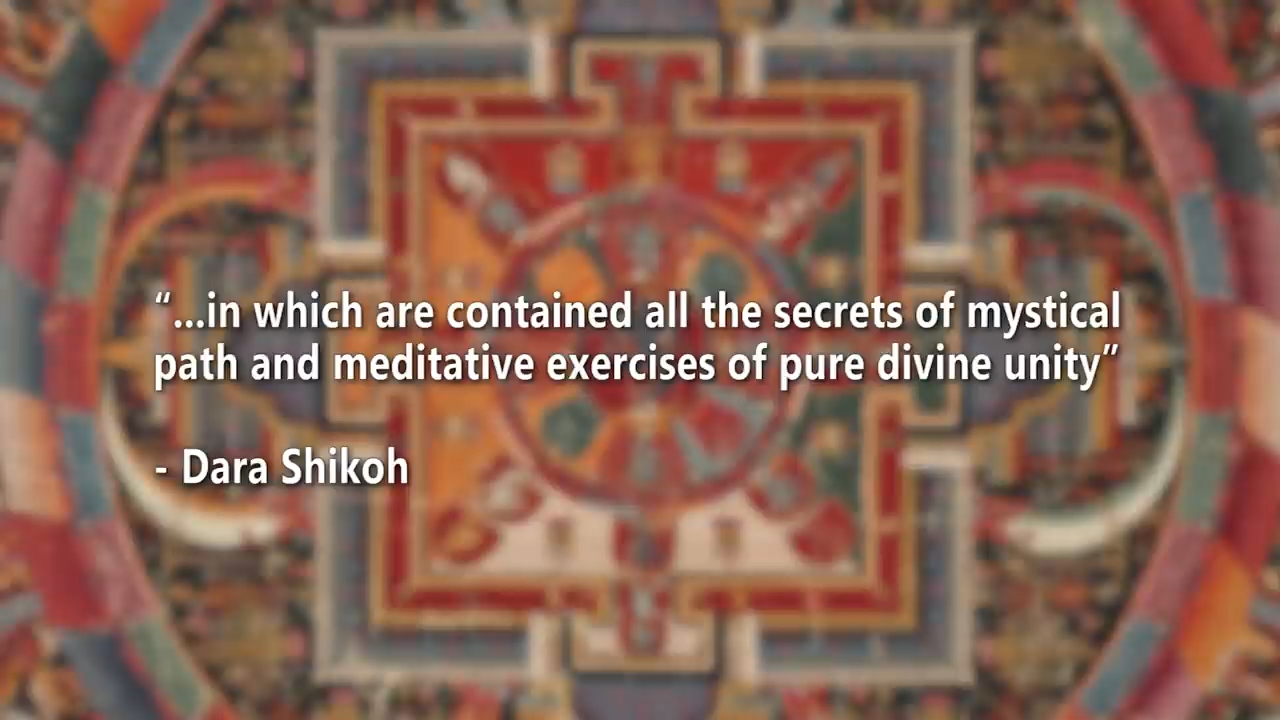 “...in which are contained all the secrets of mystical
path and meditative exercises of pure divine unity”
- Dara Shikoh